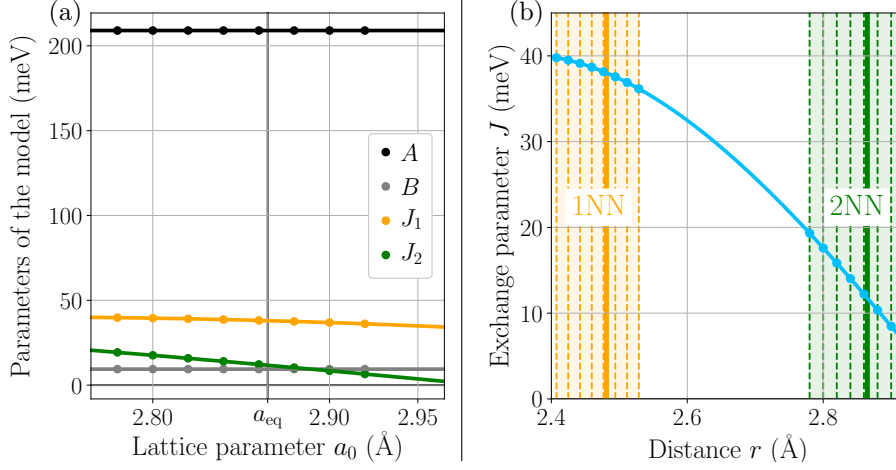 (a)
Parameters of the model (meV)
200
150
100
50
0
A
B
J₁
J₂
2.80
a_eq
2.90
2.95
Lattice parameter a₀ (Å)
(b)
Exchange parameter J (meV)
40
30
20
10
0
1NN
2NN
2.4
2.6
2.8
Distance r (Å)